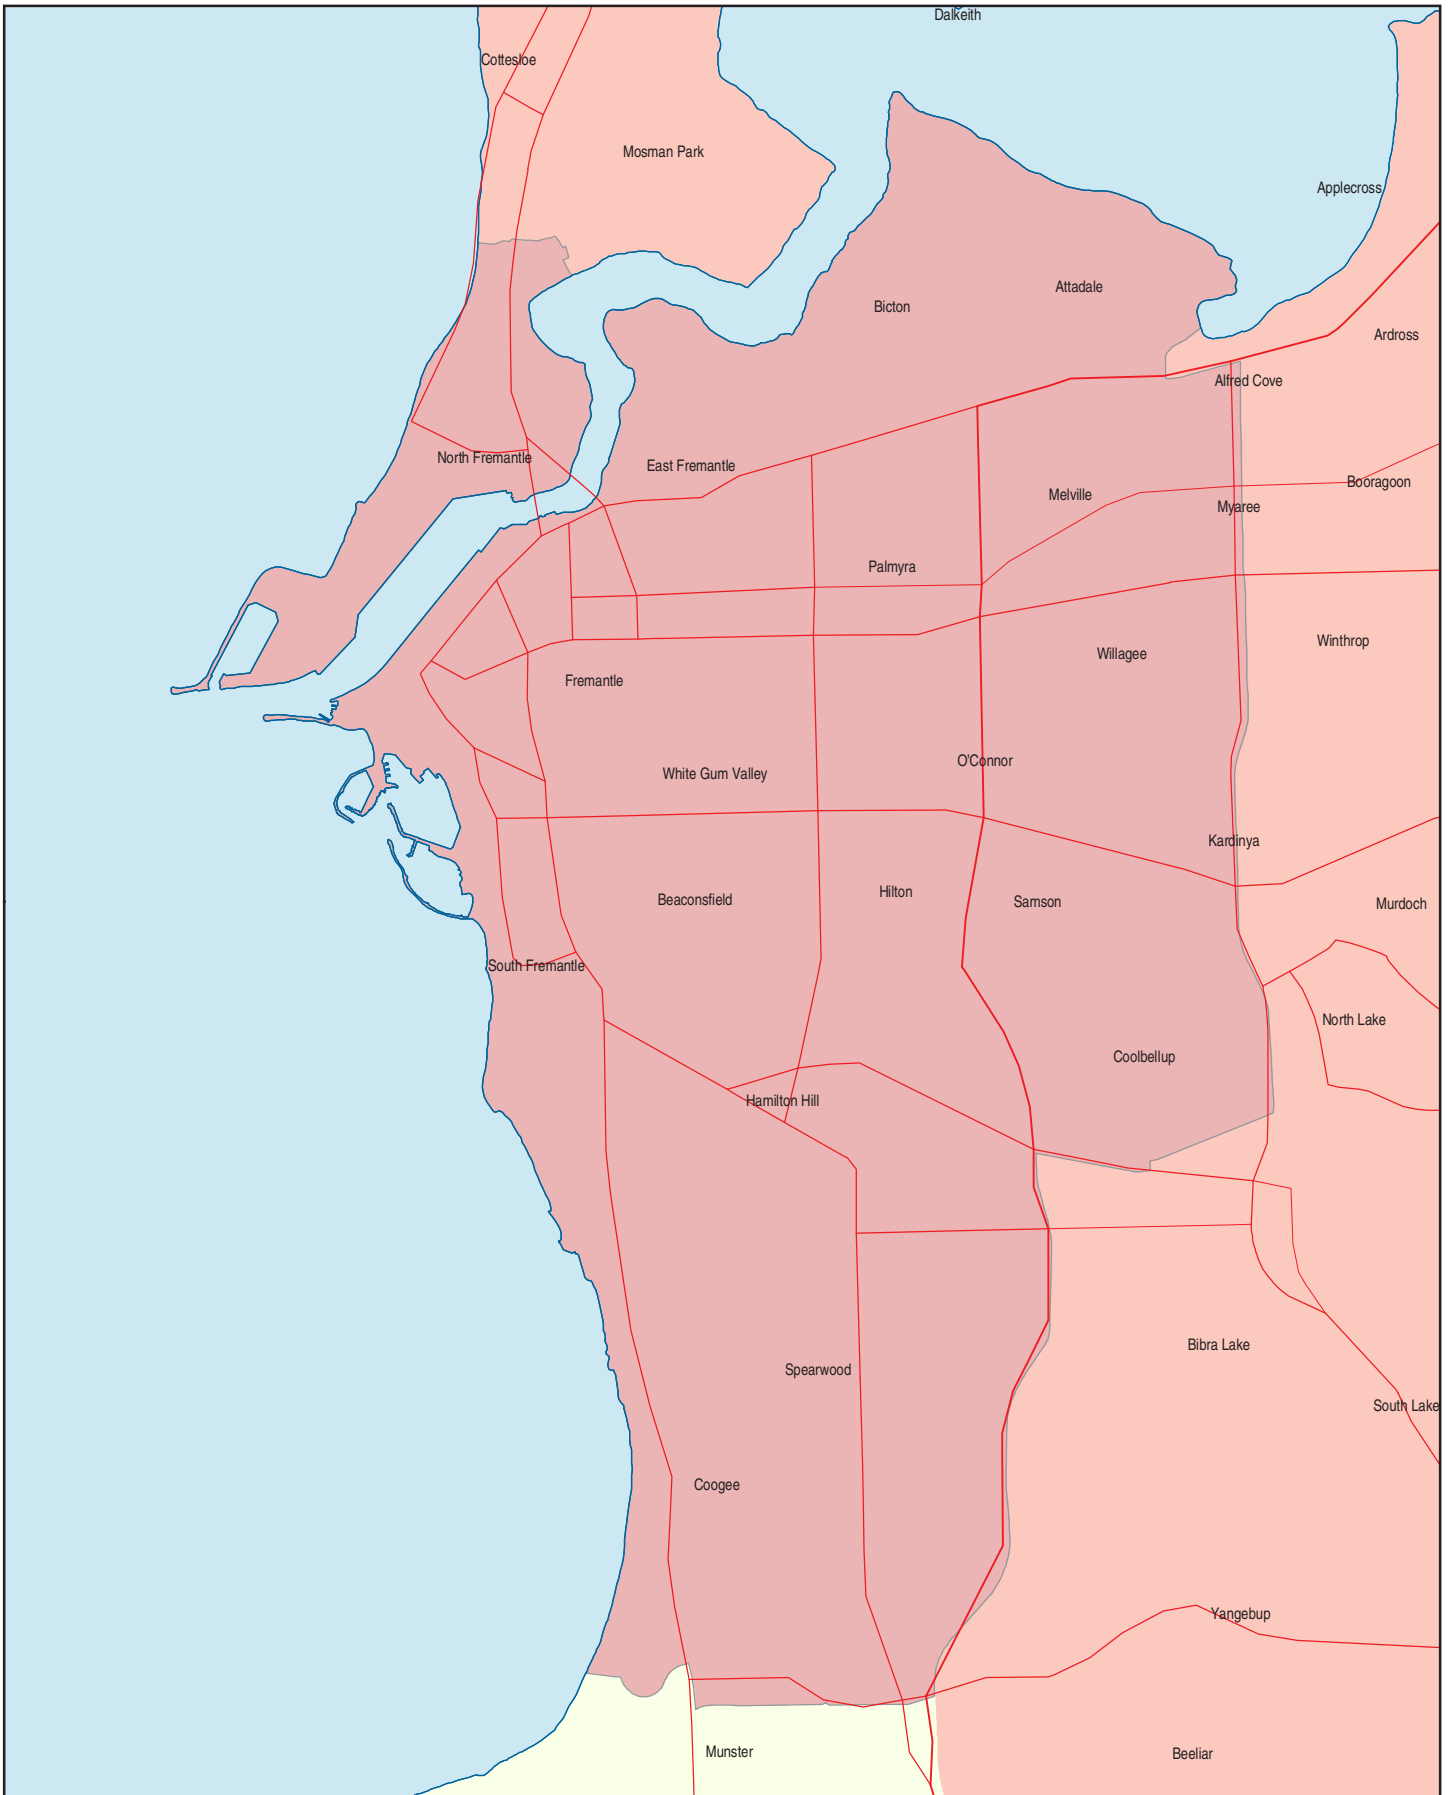 Dalkeith
Cottesloe
Mosman Park
Applecross
Attadale
Bicton
Ardross
Alfred Cove
North Fremantle
East Fremantle
Booragoon
Melville
Myaree
Palmyra
Winthrop
Willagee
Fremantle
O'Connor
White Gum Valley
Kardinya
Hilton
Beaconsfield
Samson
Murdoch
South Fremantle
North Lake
Coolbellup
Hamilton Hill
Bibra Lake
Spearwood
South Lake
Coogee
Yangebup
Munster
Beeliar